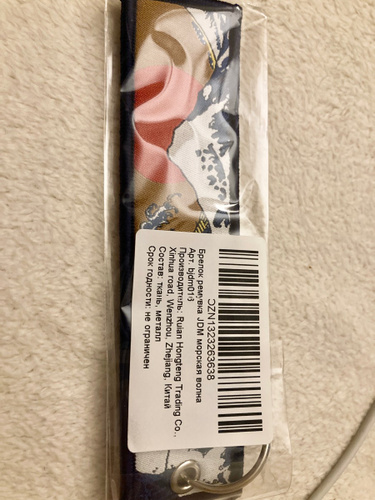 OZN1323263638
Брелок ремувка JDM морская волна
Арт. bjdm016
Производитель: Ruian Hongteng Trading Co.,
Xinhua road, Wenzhou, Zhejiang, Китай
Состав: ткань, металл
Срок годности: не ограничен